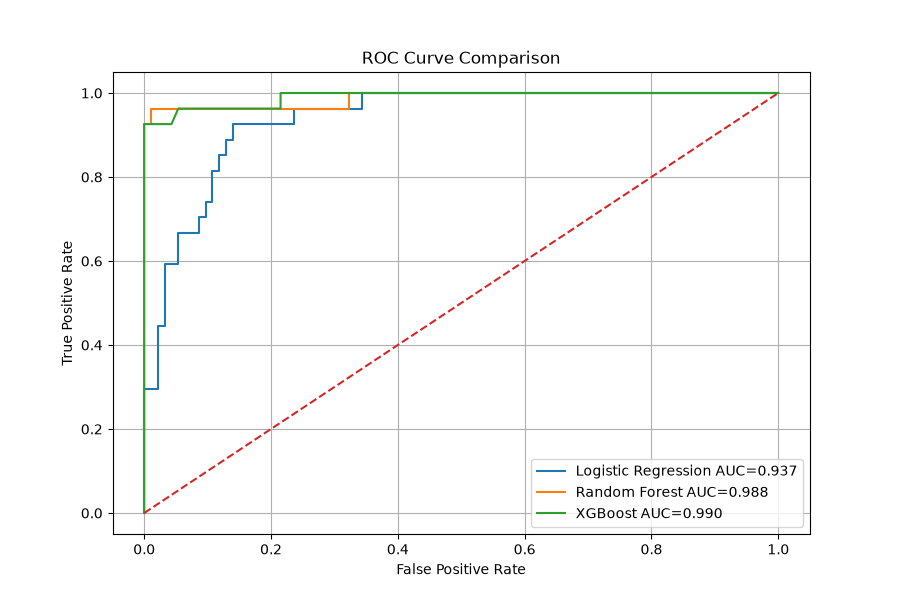 ROC Curve Comparison
True Positive Rate
1.0
0.8
0.6
0.4
0.2
0.0
Logistic Regression AUC=0.937
Random Forest AUC=0.988
XGBoost AUC=0.990
0.0 0.2 0.4 0.6 0.8 1.0
False Positive Rate